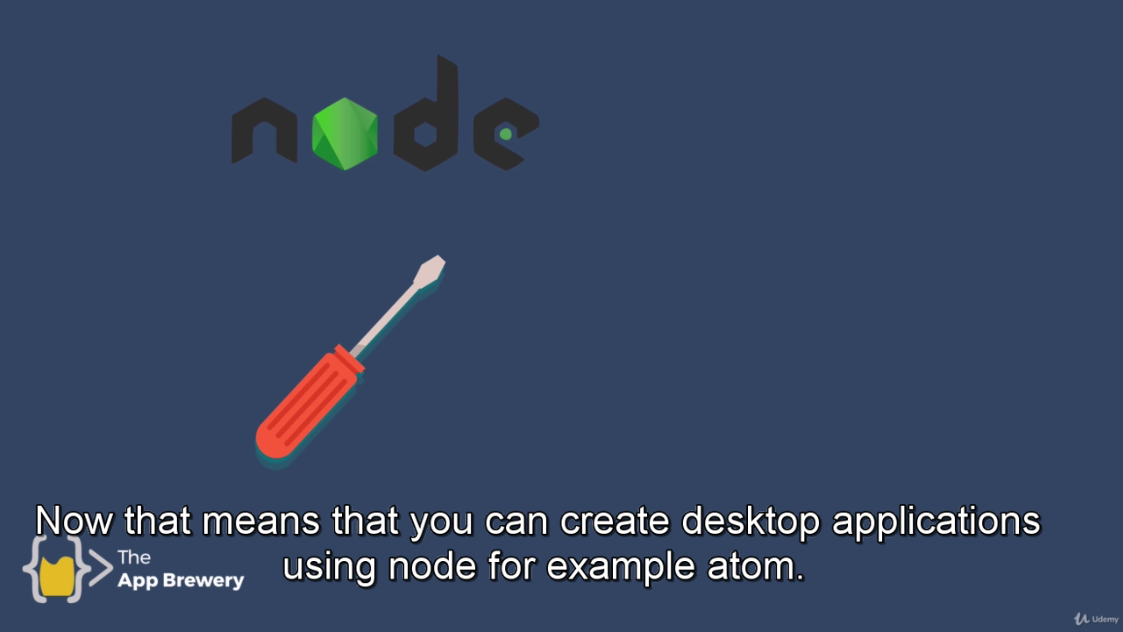 node
Now that means that you can create desktop applications
using node for example atom.
The
App Brewery
Udemy